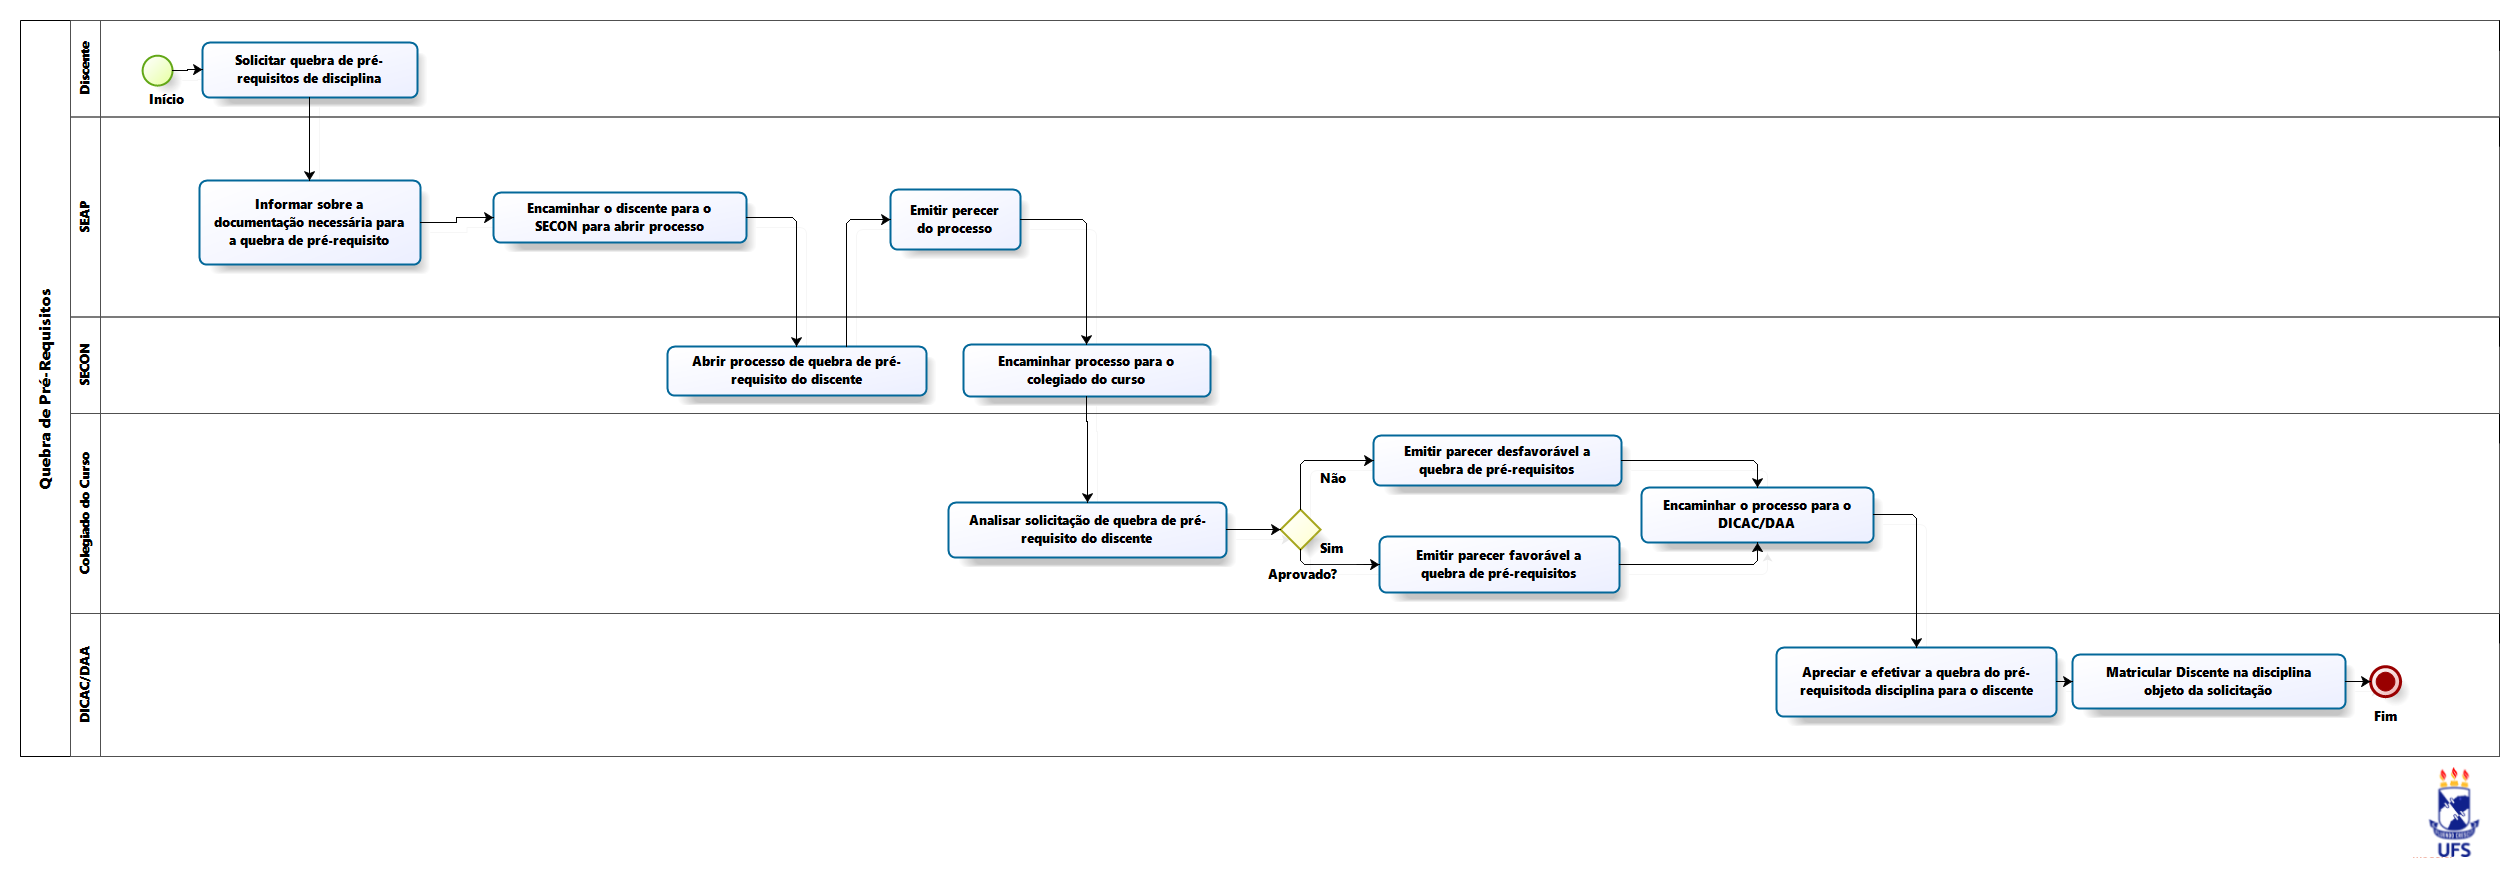 Quebra de Pré-Requisitos
Discente
Início
Solicitar quebra de pré-
requisitos de disciplina
SEAP
Informar sobre a
documentação necessária para
a quebra de pré-requisito
Encaminhar o discente para o
SECON para abrir processo
Emitir perecer
do processo
SECON
Abrir processo de quebra de pré-
requisito do discente
Encaminhar processo para o
colegiado do curso
Colegiado do Curso
Analisar solicitação de quebra de pré-
requisito do discente
Aprovado?
Não
Emitir parecer desfavorável a
quebra de pré-requisitos
Sim
Emitir parecer favorável a
quebra de pré-requisitos
Encaminhar o processo para o
DICAC/DAA
DICAC/DAA
Apreciar e efetivar a quebra do pré-
requisitoda disciplina para o discente
Matricular Discente na disciplina
objeto da solicitação
Fim
UFS